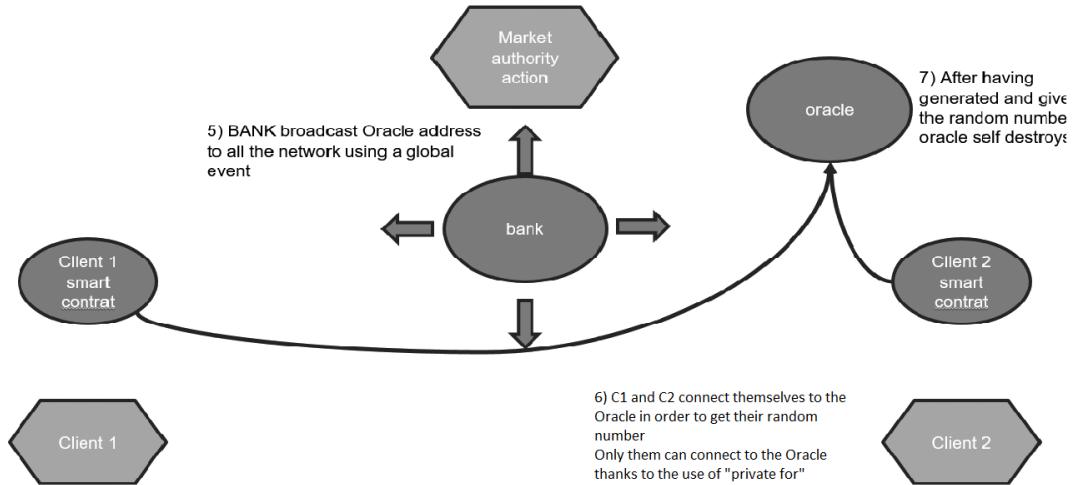 Market
authority
action
5) BANK broadcast Oracle address
to all the network using a global
event
oracle
7) After having
generated and give
the random numbe
oracle self destroys
bank
Client 1
smart
contrat
Client 2
smart
contrat
Client 1
6) C1 and C2 connect themselves to the
Oracle in order to get their random
number
Only them can connect to the Oracle
thanks to the use of "private for"
Client 2